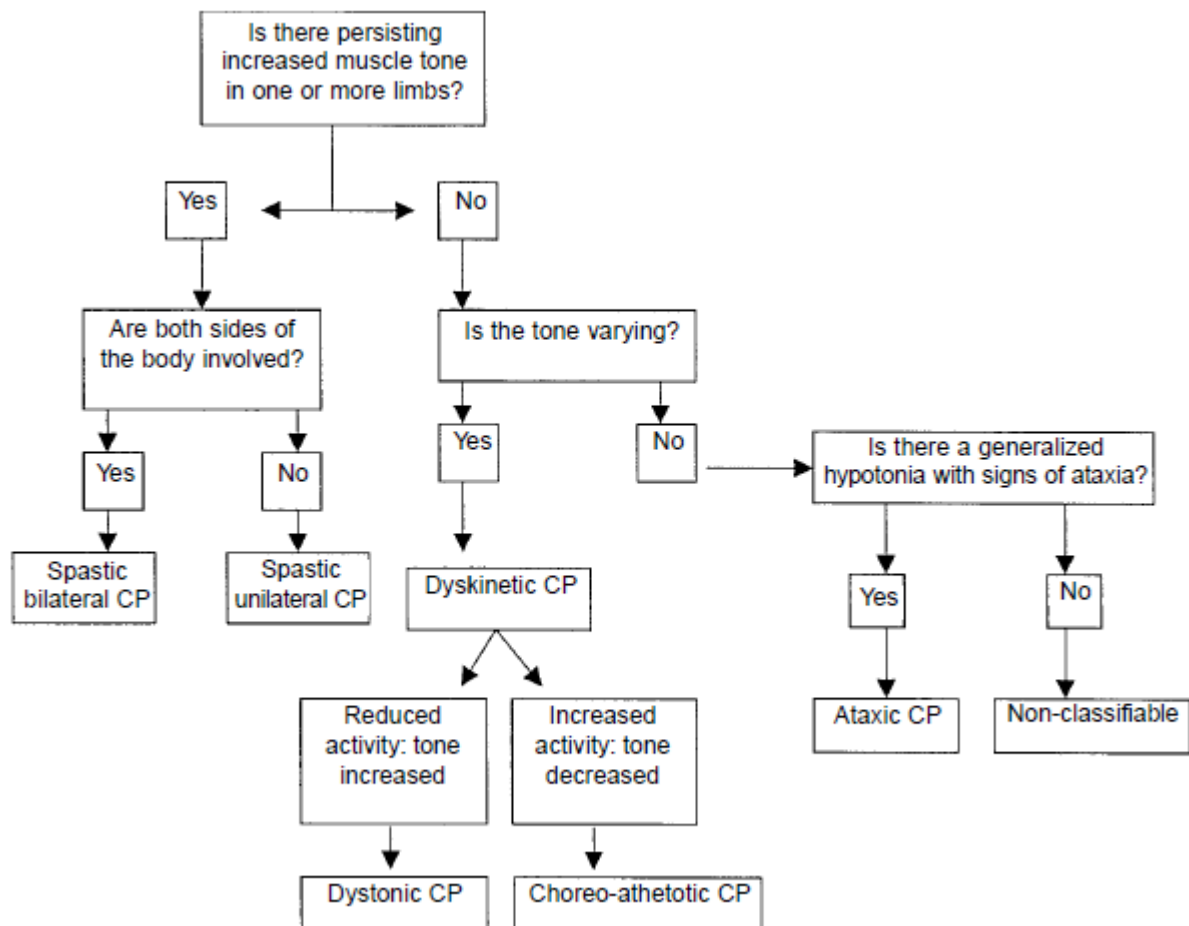 Is there persisting
increased muscle tone
in one or more limbs?
Yes
No
Are both sides of
the body involved?
Is the tone varying?
Yes
No
Yes
No
Is there a generalized
hypotonia with signs of ataxia?
Spastic
bilateral CP
Spastic
unilateral CP
Dyskinetic CP
Yes
No
Reduced
activity: tone
increased
Increased
activity: tone
decreased
Ataxic CP
Non-classifiable
Dystonic CP
Choreo-athetotic CP